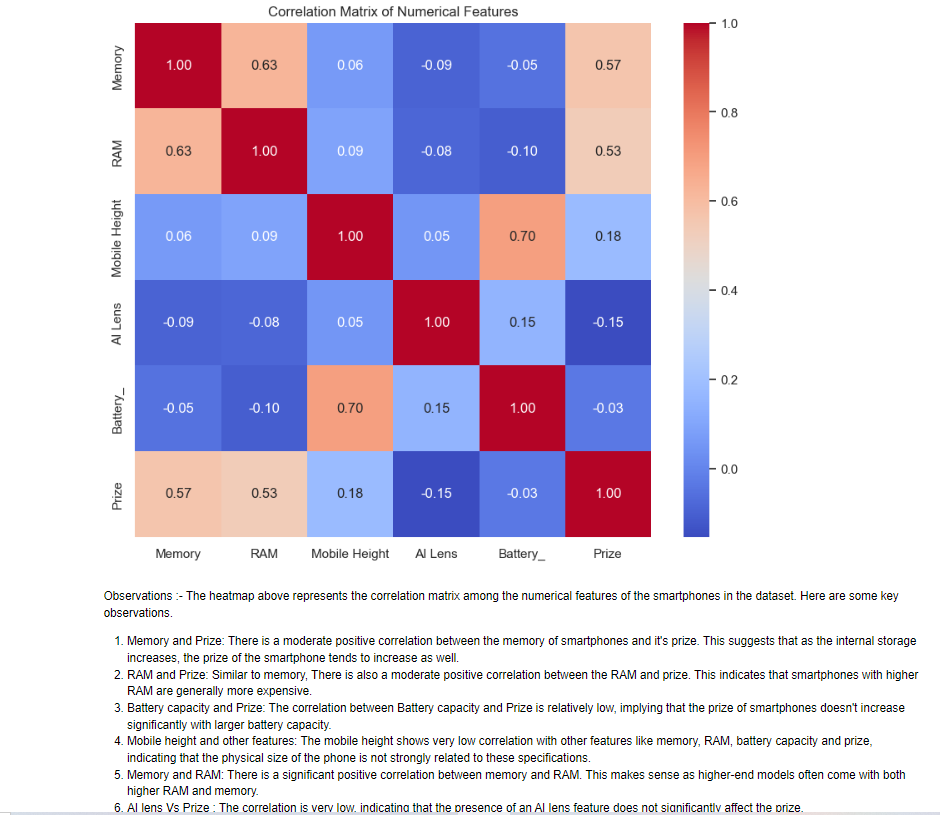 Correlation Matrix of Numerical Features
Memory 1.00 0.63 0.06 -0.09 -0.05 0.57
RAM 0.63 1.00 0.09 -0.08 -0.10 0.53
Mobile Height 0.06 0.09 1.00 0.05 0.70 0.18
AI Lens -0.09 -0.08 0.05 1.00 0.15 -0.15
Battery_ -0.05 -0.10 0.70 0.15 1.00 -0.03
Prize 0.57 0.53 0.18 -0.15 -0.03 1.00
Memory RAM Mobile Height AI Lens Battery_ Prize
1.0
0.8
0.6
0.4
0.2
0.0
Observations :- The heatmap above represents the correlation matrix among the numerical features of the smartphones in the dataset. Here are some key
observations.
1. Memory and Prize: There is a moderate positive correlation between the memory of smartphones and it's prize. This suggests that as the internal storage
increases, the prize of the smartphone tends to increase as well.
2. RAM and Prize: Similar to memory, There is also a moderate positive correlation between the RAM and prize. This indicates that smartphones with higher
RAM are generally more expensive.
3. Battery capacity and Prize: The correlation between Battery capacity and Prize is relatively low, implying that the prize of smartphones doesn't increase
significantly with larger battery capacity.
4. Mobile height and other features: The mobile height shows very low correlation with other features like memory, RAM, battery capacity and prize,
indicating that the physical size of the phone is not strongly related to these specifications.
5. Memory and RAM: There is a significant positive correlation between memory and RAM. This makes sense as higher-end models often come with both
higher RAM and memory.
6. AI lens Vs Prize : The correlation is very low, indicating that the presence of an AI lens feature does not significantly affect the prize.